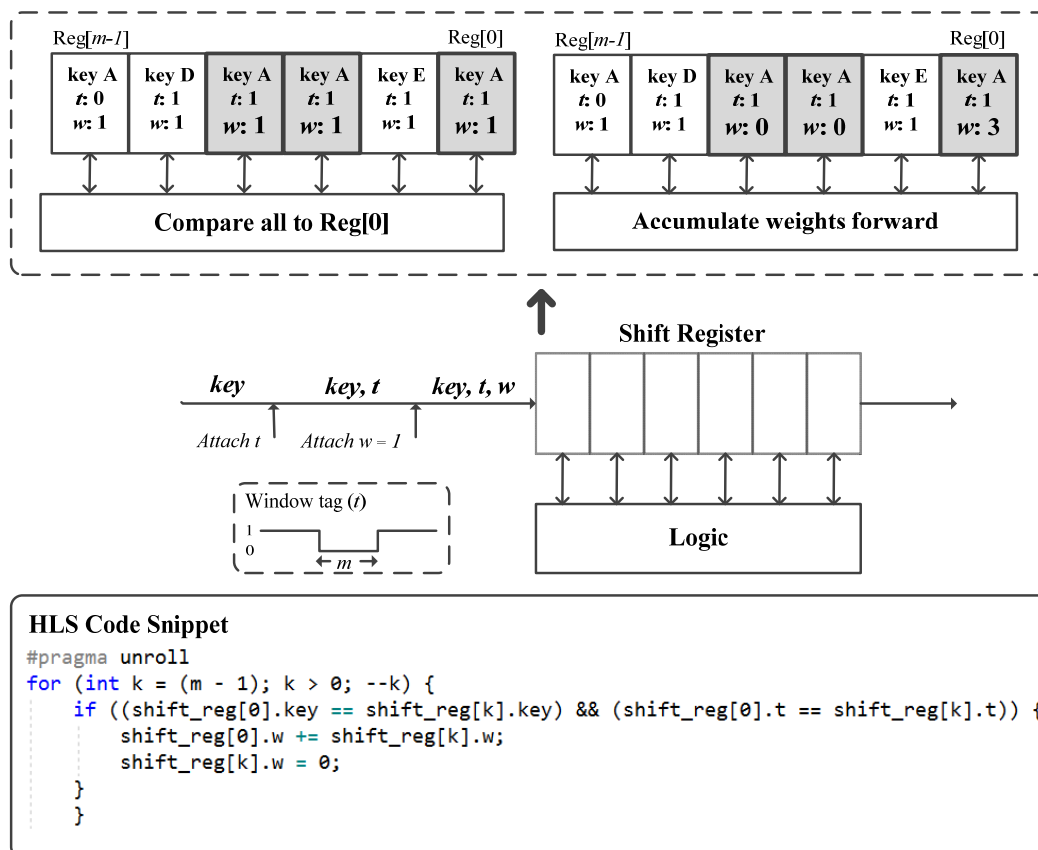 Reg[m-1] Reg[0] Reg[m-1] Reg[0]
key A key D key A key A key E key A key A key D key A key A key E key A
t: 0 t: 1 t: 1 t: 1 t: 1 t: 1 t: 0 t: 1 t: 1 t: 1 t: 1 t: 1
w: 1 w: 1 w: 1 w: 1 w: 1 w: 1 w: 1 w: 1 w: 0 w: 0 w: 1 w: 3
Compare all to Reg[0] Accumulate weights forward
Shift Register
key key, t key, t, w
Attach t Attach w = 1
Window tag (t)
1
0
m
Logic
HLS Code Snippet
#pragma unroll
for (int k = (m - 1); k > 0; --k) {
if ((shift_reg[0].key == shift_reg[k].key) && (shift_reg[0].t == shift_reg[k].t)) {
shift_reg[0].w += shift_reg[k].w;
shift_reg[k].w = 0;
}
}